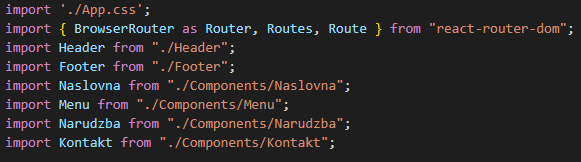 import './App.css';
import { BrowserRouter as Router, Routes, Route } from "react-router-dom";
import Header from "./Header";
import Footer from "./Footer";
import Naslovna from "./Components/Naslovna";
import Menu from "./Components/Menu";
import Narudzba from "./Components/Narudzba";
import Kontakt from "./Components/Kontakt";